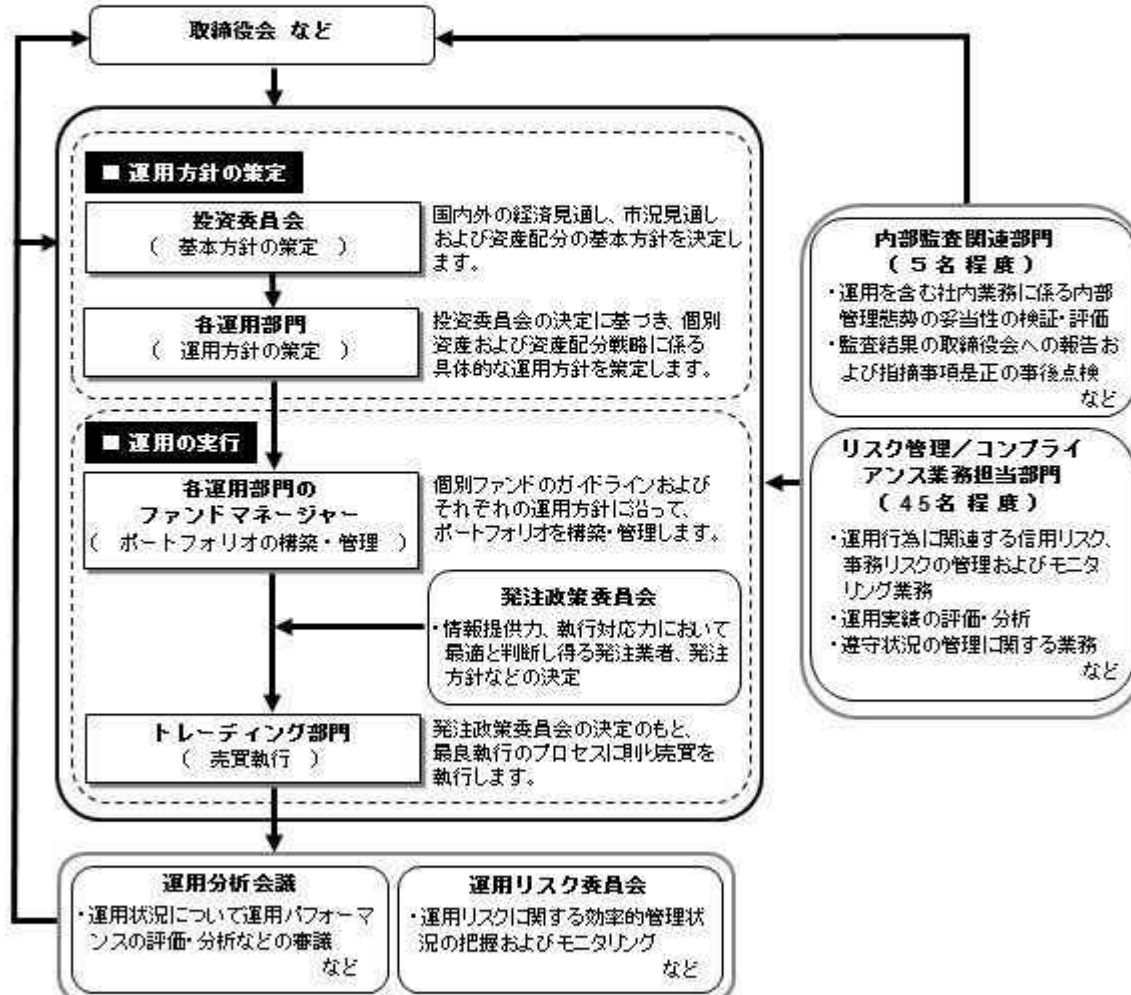 取締役会 など
■ 運用方針の策定
投資委員会
( 基本方針の策定 )
国内外の経済見通し、市況見通し
および資産配分の基本方針を決定し
ます。
各運用部門
( 運用方針の策定 )
投資委員会の決定に基づき、個別
資産および資産配分戦略に係る
具体的な運用方針を策定します。
■ 運用の実行
各運用部門の
ファンドマネージャー
( ポートフォリオの構築・管理 )
個別ファンドのガイドラインおよび
それぞれの運用方針に沿って、
ポートフォリオを構築・管理します。
発注政策委員会
・情報提供力、執行対応力において
最適と判断し得る発注業者、発注
方針などの決定
トレーディング部門
( 売買執行 )
発注政策委員会の決定のもと、
最良執行のプロセスに則り売買を
執行します。
内部監査関連部門
( 5名程度 )
・運用を含む社内業務に係る内部
管理態勢の妥当性の検証・評価
・監査結果の取締役会への報告お
よび指摘事項是正の事後点検
など
リスク管理/コンプライ
アンス業務担当部門
( 45名程度 )
・運用行為に関連する信用リスク、
事務リスクの管理およびモニタ
リング業務
・運用実績の評価・分析
・遵守状況の管理に関する業務
など
運用分析会議
・運用状況について運用パフォーマ
ンスの評価・分析などの審議
など
運用リスク委員会
・運用リスクに関する効率的管理状
況の把握およびモニタリング
など